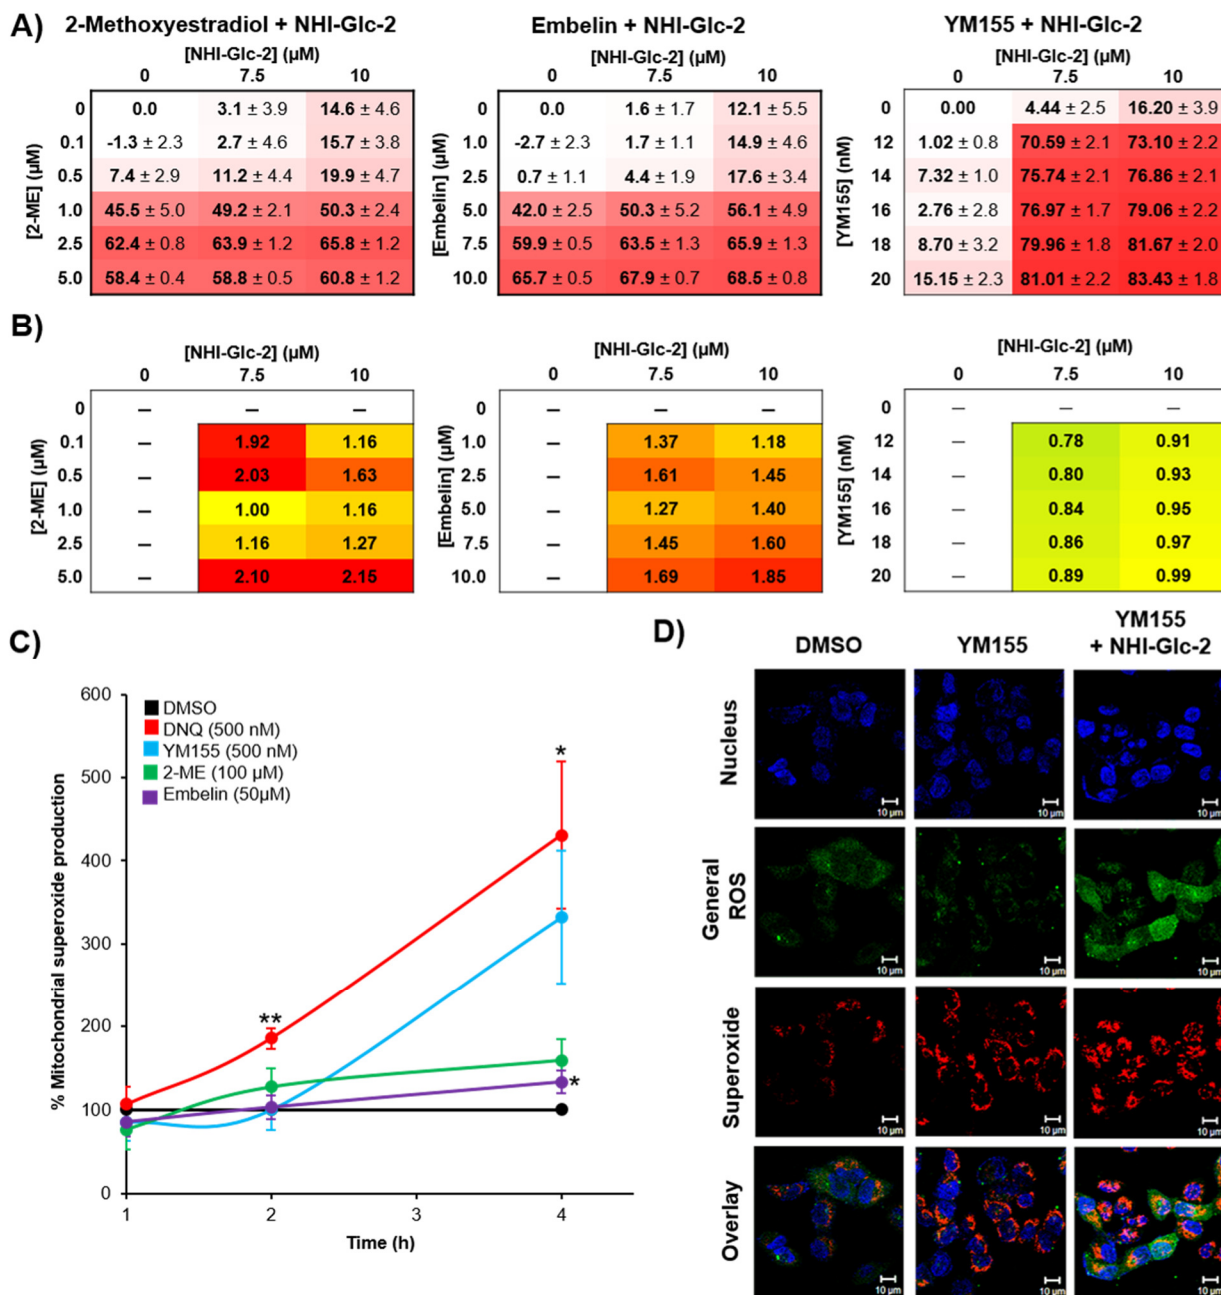 A)
2-Methoxyestradiol + NHI-Glc-2
[NHI-Glc-2] (µM)
0 7.5 10
[2-ME] (µM)
0 0.0 3.1 ± 3.9 14.6 ± 4.6
0.1 -1.3 ± 2.3 2.7 ± 4.6 15.7 ± 3.8
0.5 7.4 ± 2.9 11.2 ± 4.4 19.9 ± 4.7
1.0 45.5 ± 5.0 49.2 ± 2.1 50.3 ± 2.4
2.5 62.4 ± 0.8 63.9 ± 1.2 65.8 ± 1.2
5.0 58.4 ± 0.4 58.8 ± 0.5 60.8 ± 1.2
Embelin + NHI-Glc-2
[NHI-Glc-2] (µM)
0 7.5 10
[Embelin] (µM)
0 0.0 1.6 ± 1.7 12.1 ± 5.5
1.0 -2.7 ± 2.3 1.7 ± 1.1 14.9 ± 4.6
2.5 0.7 ± 1.1 4.4 ± 1.9 17.6 ± 3.4
5.0 42.0 ± 2.5 50.3 ± 5.2 56.1 ± 4.9
7.5 59.9 ± 0.5 63.5 ± 1.3 65.9 ± 1.3
10.0 65.7 ± 0.5 67.9 ± 0.7 68.5 ± 0.8
YM155 + NHI-Glc-2
[NHI-Glc-2] (µM)
0 7.5 10
[YM155] (nM)
0 0.00 4.44 ± 2.5 16.20 ± 3.9
12 1.02 ± 0.8 70.59 ± 2.1 73.10 ± 2.2
14 7.32 ± 1.0 75.74 ± 2.1 76.86 ± 2.1
16 2.76 ± 2.8 76.97 ± 1.7 79.06 ± 2.2
18 8.70 ± 3.2 79.96 ± 1.8 81.67 ± 2.0
20 15.15 ± 2.3 81.01 ± 2.2 83.43 ± 1.8
B)
[NHI-Glc-2] (µM)
0 7.5 10
[2-ME] (µM)
0 – – –
0.1 – 1.92 1.16
0.5 – 2.03 1.63
1.0 – 1.00 1.16
2.5 – 1.16 1.27
5.0 – 2.10 2.15
[NHI-Glc-2] (µM)
0 7.5 10
[Embelin] (µM)
0 – – –
1.0 – 1.37 1.18
2.5 – 1.61 1.45
5.0 – 1.27 1.40
7.5 – 1.45 1.60
10.0 – 1.69 1.85
[NHI-Glc-2] (µM)
0 7.5 10
[YM155] (nM)
0 – – –
12 – 0.78 0.91
14 – 0.80 0.93
16 – 0.84 0.95
18 – 0.86 0.97
20 – 0.89 0.99
C)
% Mitochondrial superoxide production
600
500
400
300
200
100
0
DMSO
DNQ (500 nM)
YM155 (500 nM)
2-ME (100 µM)
Embelin (50µM)
**
*
*
1 2 3 4
Time (h)
D)
DMSO YM155 YM155
+ NHI-Glc-2
Nucleus
10 µm 10 µm 10 µm
General
ROS
10 µm 10 µm 10 µm
Superoxide
10 µm 10 µm 10 µm
Overlay
10 µm 10 µm 10 µm